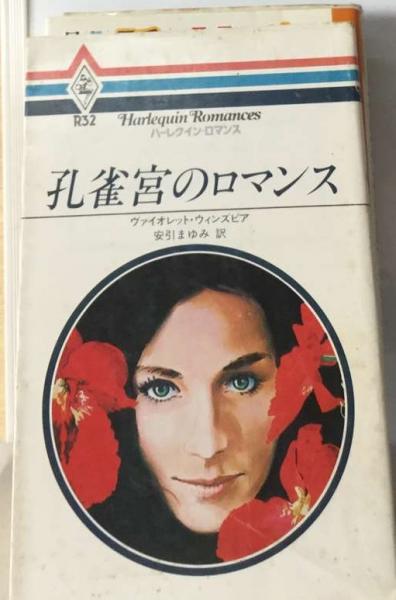 R32
Harlequin Romances
ハーレクイン・ロマンス
孔雀宮のロマンス
ヴァイオレット・ウィンズピア
安引まゆみ 訳